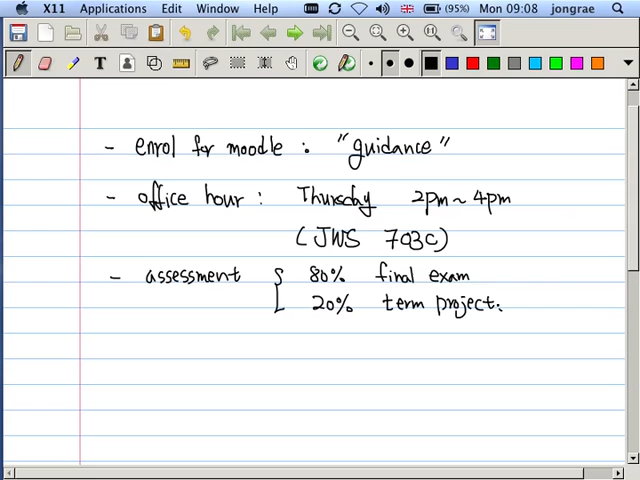 X11 Applications Edit Window Help (95%) Mon 09:08 jongrae
- enrol for moodle : "guidance"
- office hour : Thursday 2pm ~ 4pm
(JWS 703c)
- assessment { 80% final exam
20% term project.